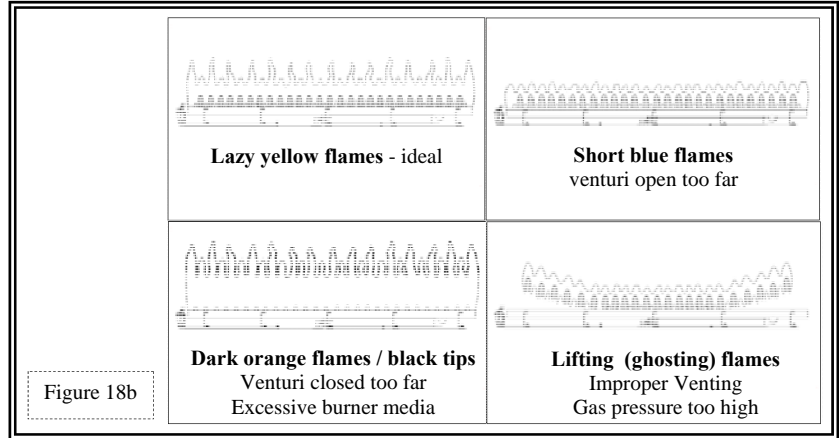 Lazy yellow flames - ideal
Short blue flames
venturi open too far
Dark orange flames / black tips
Venturi closed too far
Excessive burner media
Lifting (ghosting) flames
Improper Venting
Gas pressure too high
Figure 18b